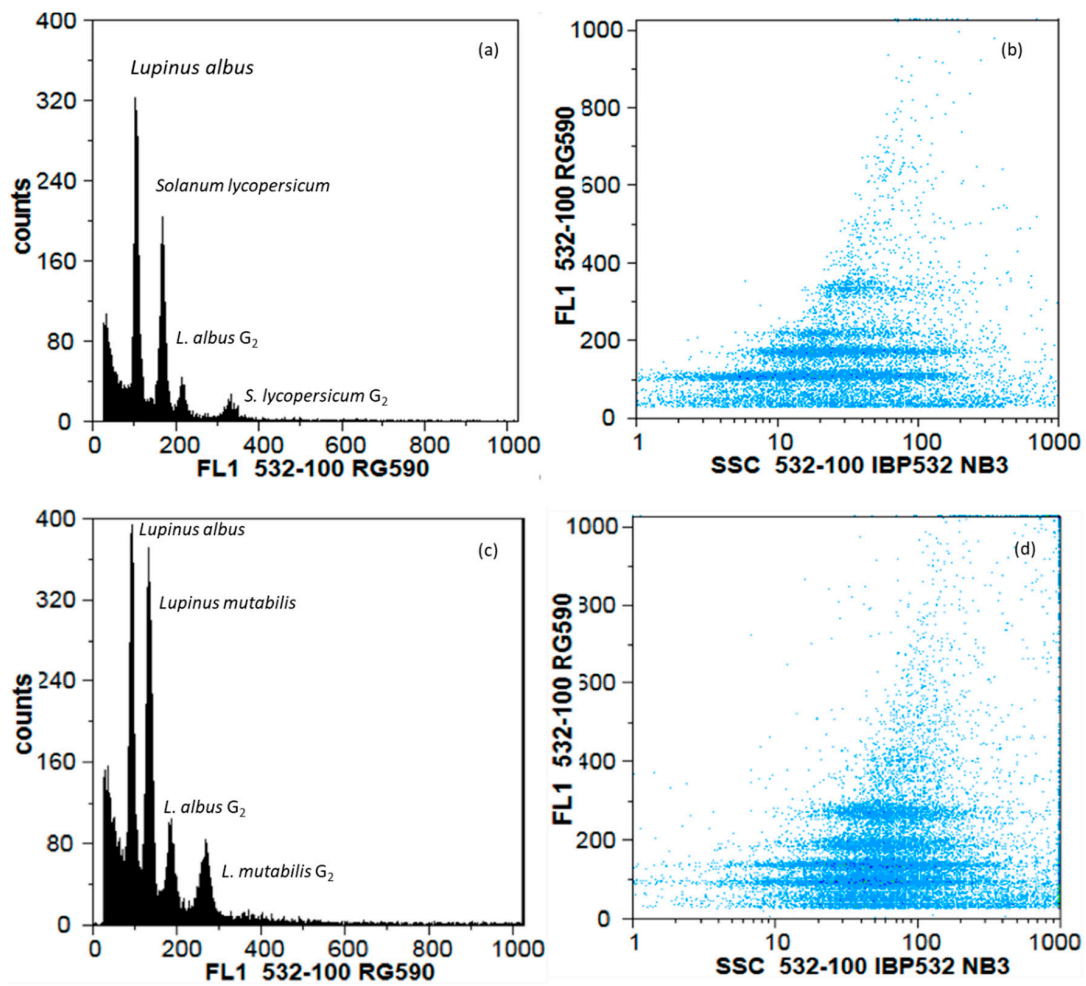 400
320
240
160
80
0
counts
(a)
Lupinus albus
Solanum lycopersicum
L. albus G2
S. lycopersicum G2
0 200 400 600 800 1000
FL1 532-100 RG590
1000
800
600
400
200
0
FL1 532-100 RG590
(b)
1 10 100 1000
SSC 532-100 IBP532 NB3
400
320
240
160
80
0
counts
(c)
Lupinus albus
Lupinus mutabilis
L. albus G2
L. mutabilis G2
0 200 400 600 800 1000
FL1 532-100 RG590
1000
800
600
400
200
0
FL1 532-100 RG590
(d)
1 10 100 1000
SSC 532-100 IBP532 NB3